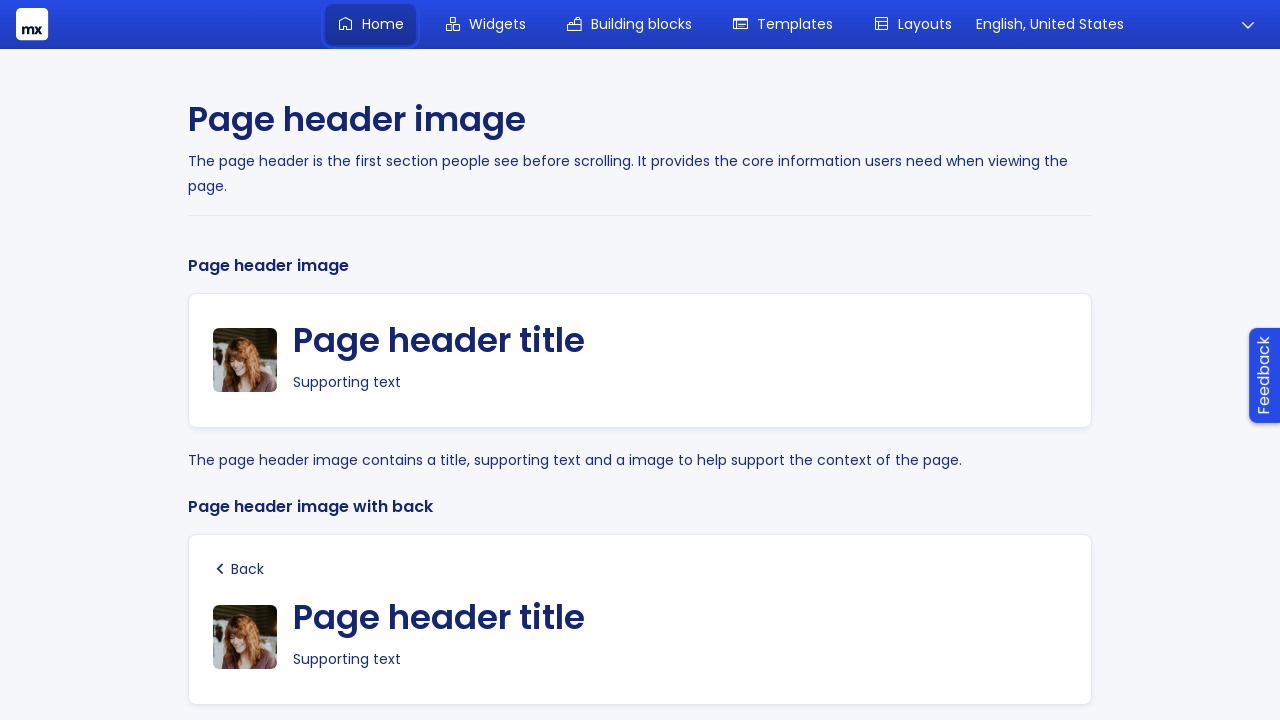 mx
Home
Widgets
Building blocks
Templates
Layouts
English, United States
Page header image
The page header is the first section people see before scrolling. It provides the core information users need when viewing the
page.
Page header image
Page header title
Supporting text
The page header image contains a title, supporting text and a image to help support the context of the page.
Page header image with back
Back
Page header title
Supporting text
Feedback